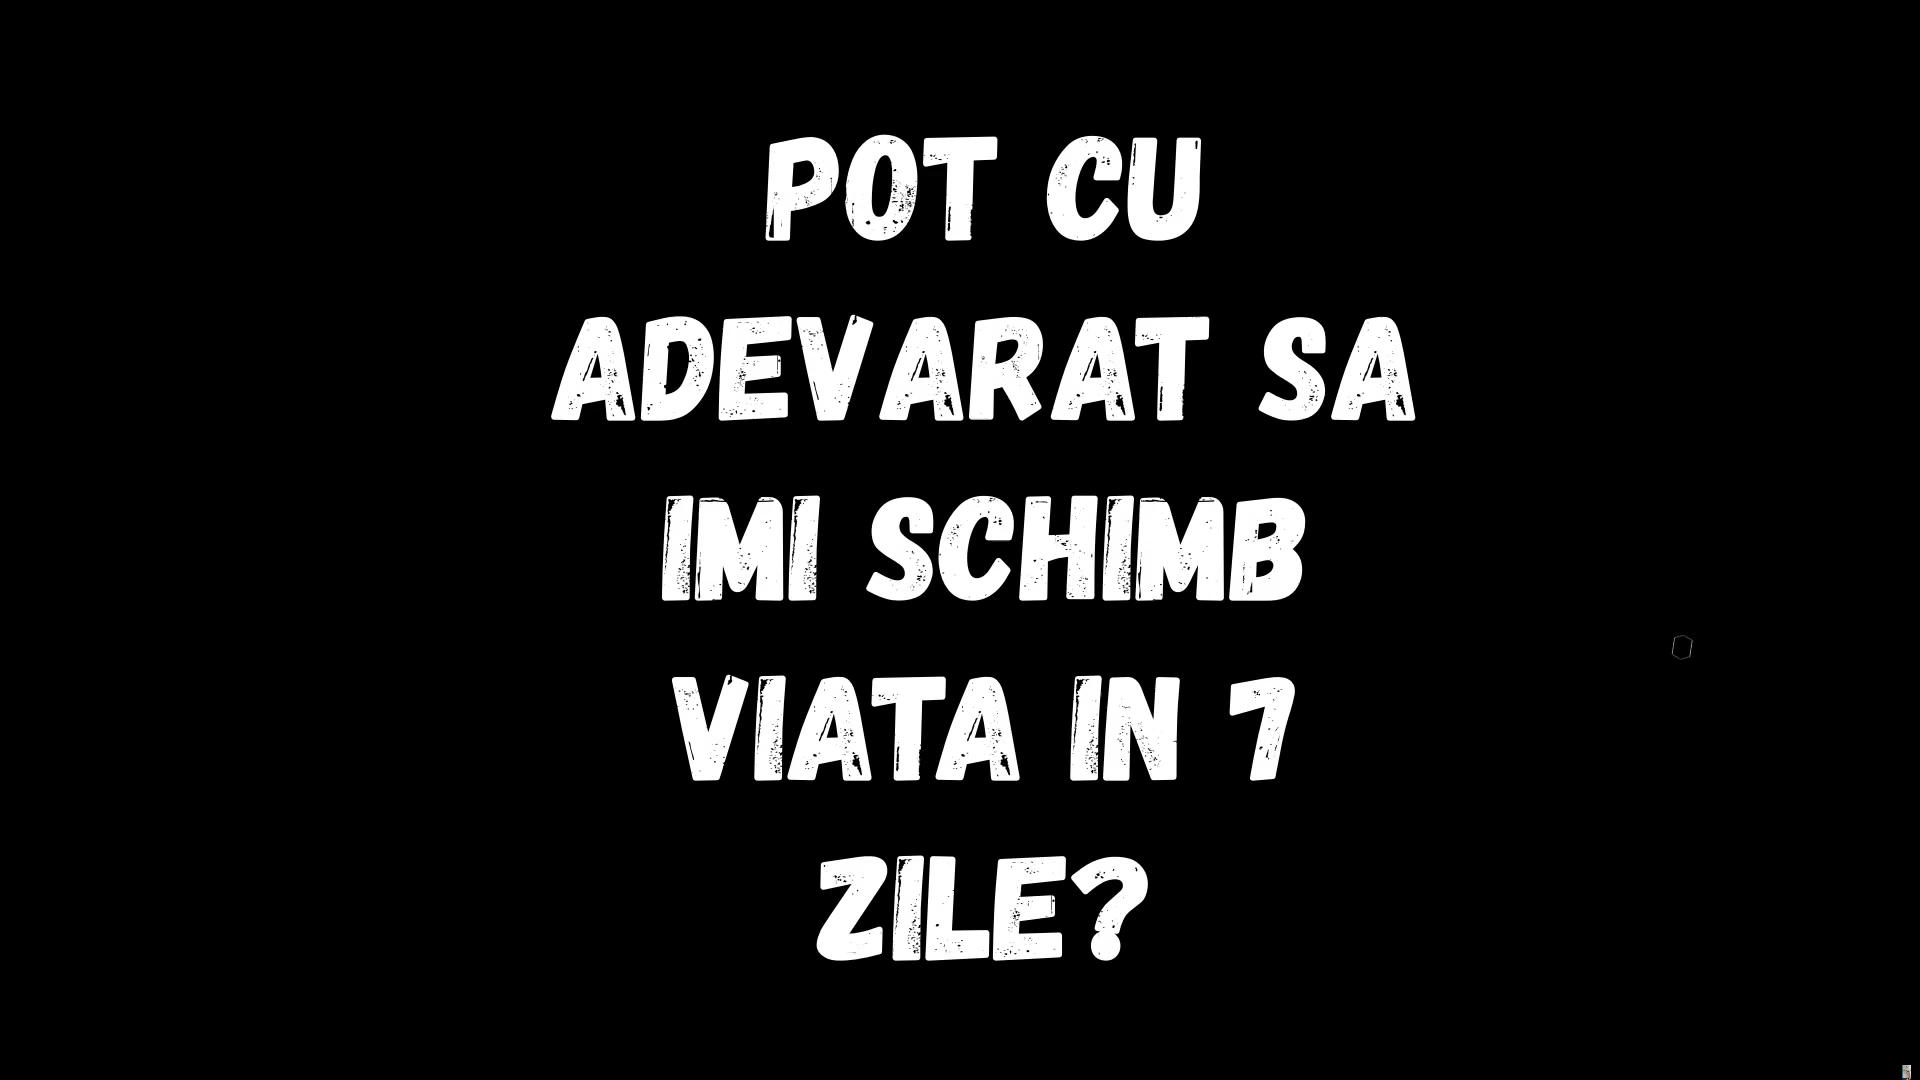 POT CU
ADEVARAT SA
IMI SCHIMB
VIATA IN 7
ZILE?